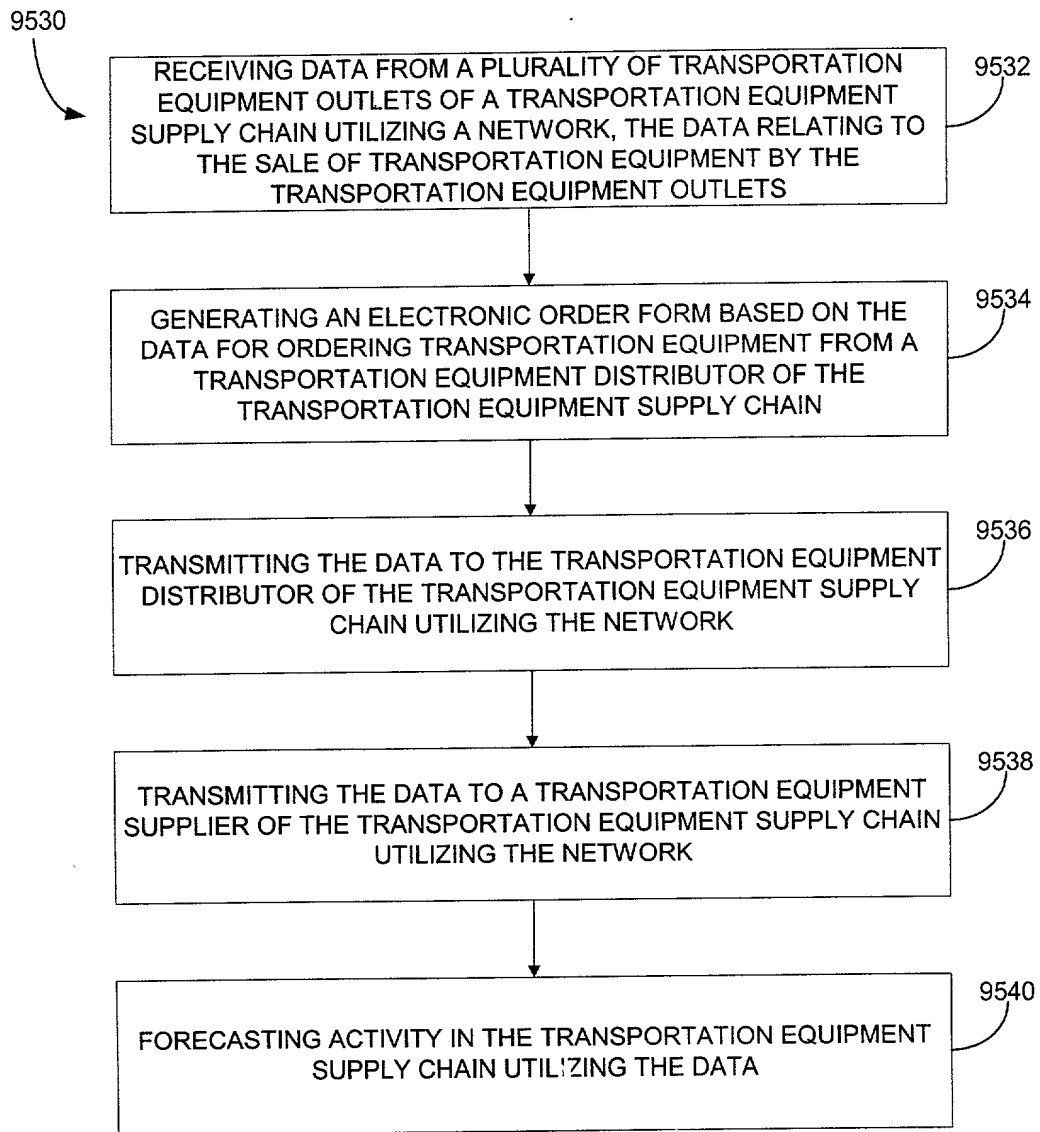 9530
RECEIVING DATA FROM A PLURALITY OF TRANSPORTATION
EQUIPMENT OUTLETS OF A TRANSPORTATION EQUIPMENT
SUPPLY CHAIN UTILIZING A NETWORK, THE DATA RELATING TO
THE SALE OF TRANSPORTATION EQUIPMENT BY THE
TRANSPORTATION EQUIPMENT OUTLETS
9532
GENERATING AN ELECTRONIC ORDER FORM BASED ON THE
DATA FOR ORDERING TRANSPORTATION EQUIPMENT FROM A
TRANSPORTATION EQUIPMENT DISTRIBUTOR OF THE
TRANSPORTATION EQUIPMENT SUPPLY CHAIN
9534
TRANSMITTING THE DATA TO THE TRANSPORTATION EQUIPMENT
DISTRIBUTOR OF THE TRANSPORTATION EQUIPMENT SUPPLY
CHAIN UTILIZING THE NETWORK
9536
TRANSMITTING THE DATA TO A TRANSPORTATION EQUIPMENT
SUPPLIER OF THE TRANSPORTATION EQUIPMENT SUPPLY CHAIN
UTILIZING THE NETWORK
9538
FORECASTING ACTIVITY IN THE TRANSPORTATION EQUIPMENT
SUPPLY CHAIN UTILIZING THE DATA
9540